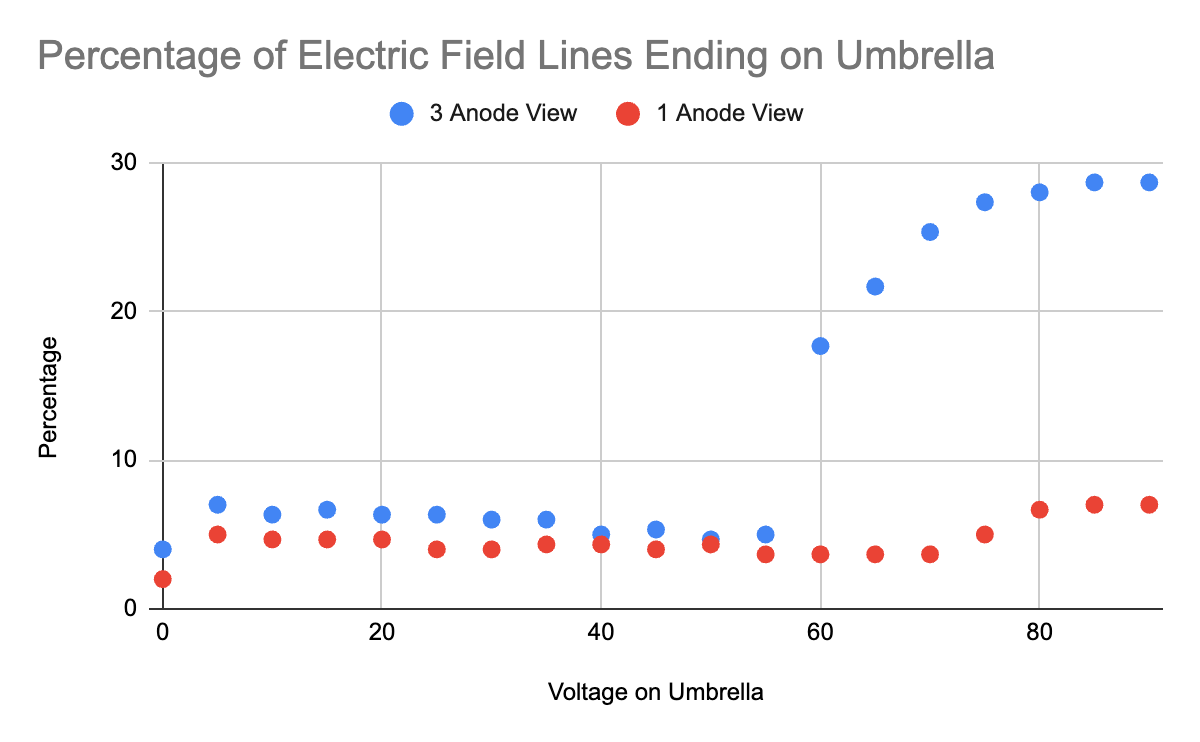 Percentage of Electric Field Lines Ending on Umbrella
3 Anode View 1 Anode View
30
20
10
0
Percentage
0 20 40 60 80
Voltage on Umbrella